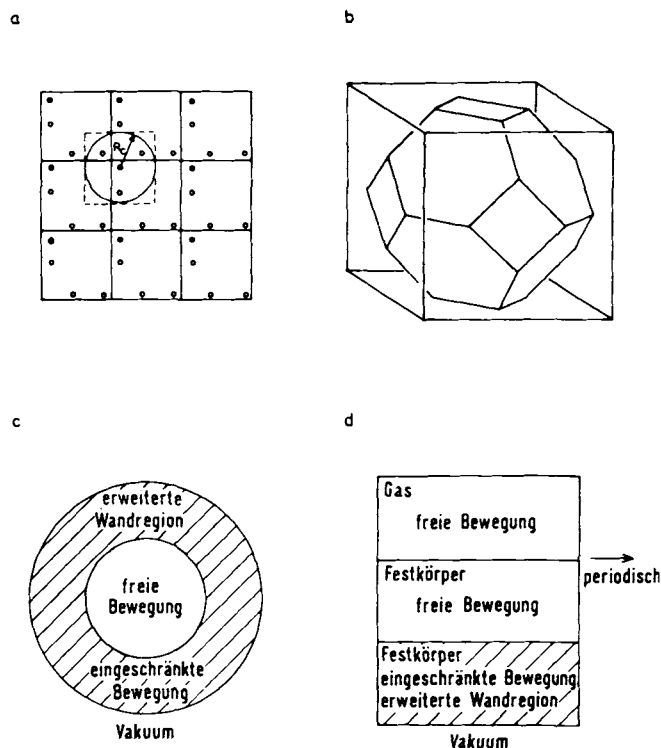 a
b
R_c
c
d
erweiterte
Wandregion
freie
Bewegung
eingeschränkte
Bewegung
Vakuum
Gas
freie Bewegung
Festkörper
freie Bewegung
periodisch
Festkörper
eingeschränkte Bewegung
erweiterte Wandregion
Vakuum